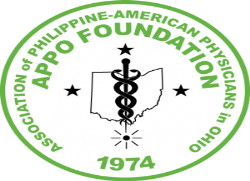 ASSOCIATION of PHILIPPINE-AMERICAN PHYSICIANS in OHIO
APPO FOUNDATION
1974